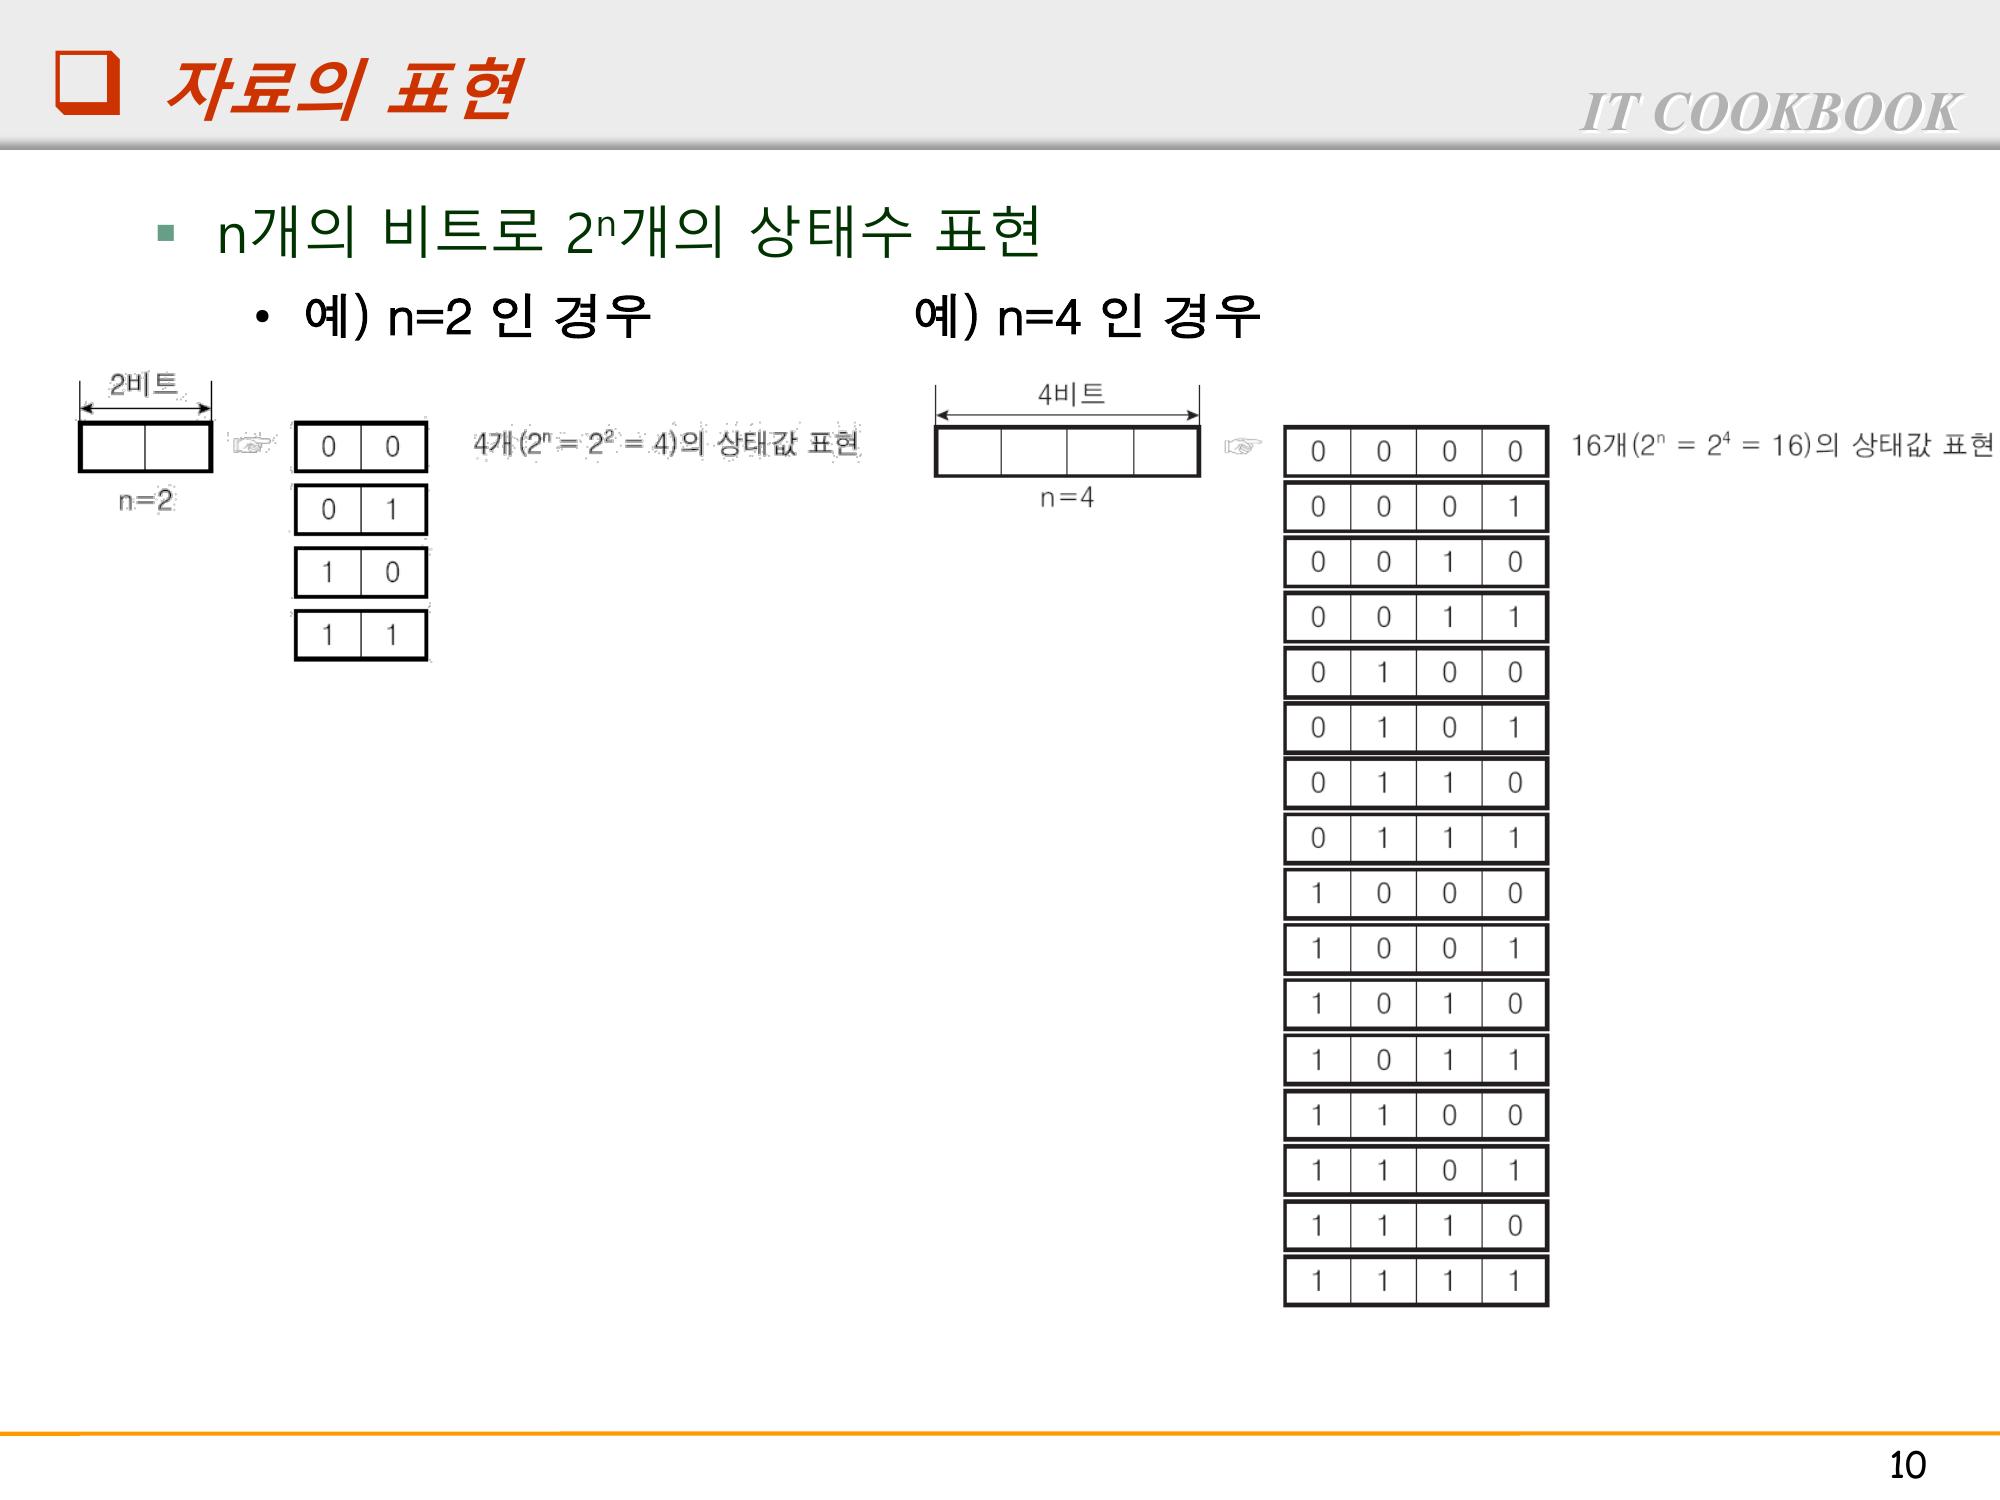 ❑ 자료의 표현
IT COOKBOOK
▪ n개의 비트로 2ⁿ개의 상태수 표현
• 예) n=2 인 경우
예) n=4 인 경우
2비트
n=2
0 0
0 1
1 0
1 1
4개(2ⁿ = 2² = 4)의 상태값 표현
4비트
n=4
0 0 0 0
0 0 0 1
0 0 1 0
0 0 1 1
0 1 0 0
0 1 0 1
0 1 1 0
0 1 1 1
1 0 0 0
1 0 0 1
1 0 1 0
1 0 1 1
1 1 0 0
1 1 0 1
1 1 1 0
1 1 1 1
16개(2ⁿ = 2⁴ = 16)의 상태값 표현
10